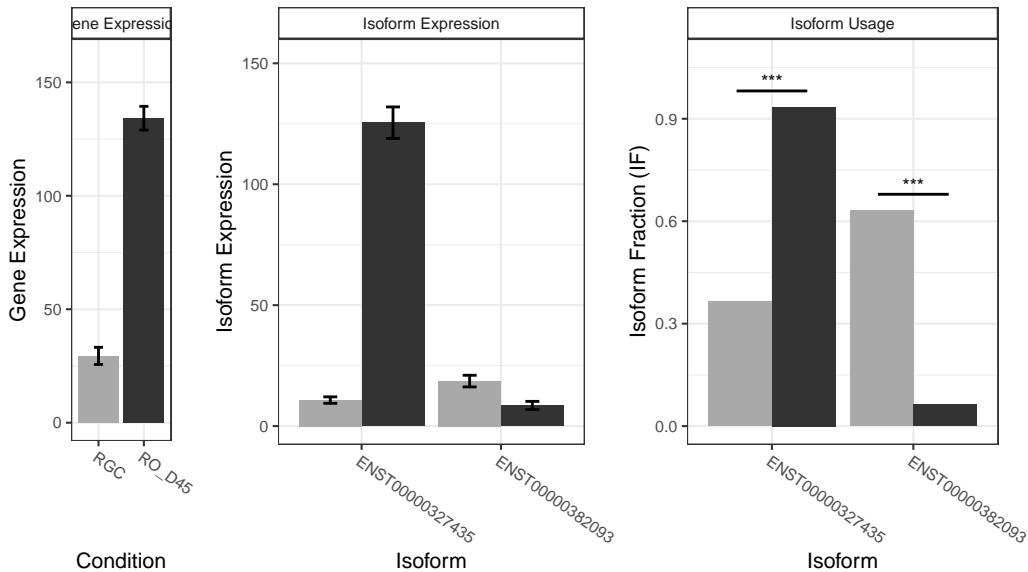 ene Expressio
Gene Expression
150
100
50
0
RGC
RO_D45
Condition
Isoform Expression
Isoform Expression
150
100
50
0
ENST00000327435
ENST00000382093
Isoform
Isoform Usage
Isoform Fraction (IF)
0.9
0.6
0.3
0.0
***
***
ENST00000327435
ENST00000382093
Isoform